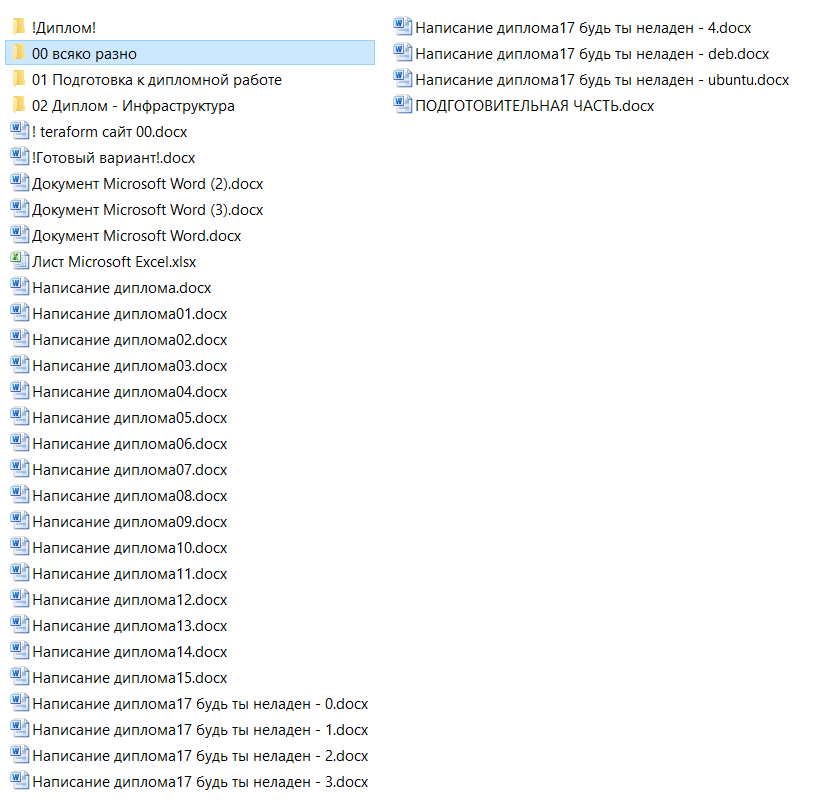 !Диплом!
00 всяко разно
01 Подготовка к дипломной работе
02 Диплом - Инфраструктура
! teraform сайт 00.docx
!Готовый вариант!.docx
Документ Microsoft Word (2).docx
Документ Microsoft Word (3).docx
Документ Microsoft Word.docx
Лист Microsoft Excel.xlsx
Написание диплома.docx
Написание диплома01.docx
Написание диплома02.docx
Написание диплома03.docx
Написание диплома04.docx
Написание диплома05.docx
Написание диплома06.docx
Написание диплома07.docx
Написание диплома08.docx
Написание диплома09.docx
Написание диплома10.docx
Написание диплома11.docx
Написание диплома12.docx
Написание диплома13.docx
Написание диплома14.docx
Написание диплома15.docx
Написание диплома17 будь ты неладен - 0.docx
Написание диплома17 будь ты неладен - 1.docx
Написание диплома17 будь ты неладен - 2.docx
Написание диплома17 будь ты неладен - 3.docx
Написание диплома17 будь ты неладен - 4.docx
Написание диплома17 будь ты неладен - deb.docx
Написание диплома17 будь ты неладен - ubuntu.docx
ПОДГОТОВИТЕЛЬНАЯ ЧАСТЬ.docx